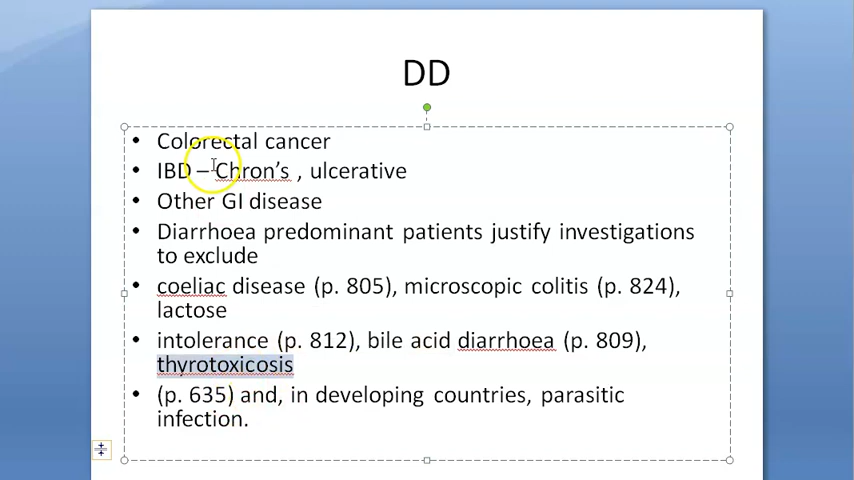 DD
• Colorectal cancer
• IBD – Chron's , ulcerative
• Other GI disease
• Diarrhoea predominant patients justify investigations
to exclude
• coeliac disease (p. 805), microscopic colitis (p. 824),
lactose
• intolerance (p. 812), bile acid diarrhoea (p. 809),
thyrotoxicosis
• (p. 635) and, in developing countries, parasitic
infection.